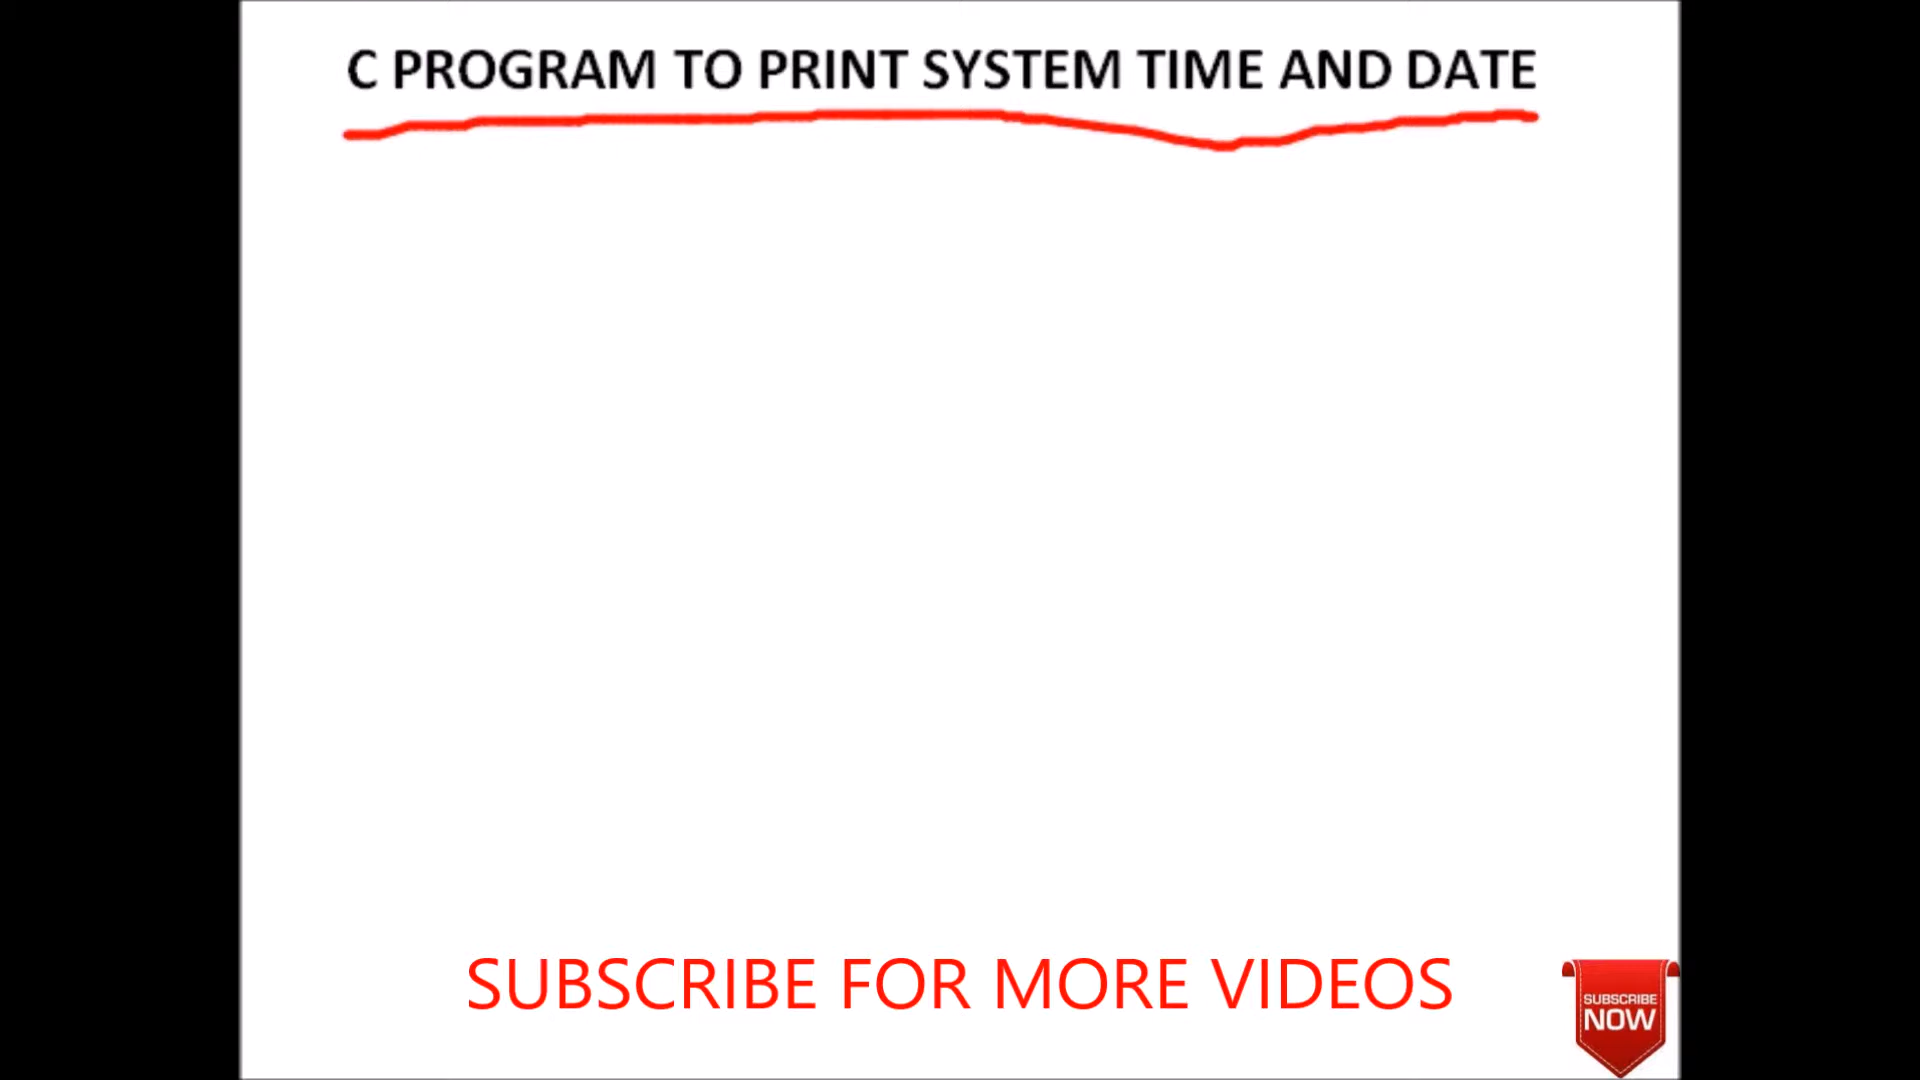 C PROGRAM TO PRINT SYSTEM TIME AND DATE
SUBSCRIBE FOR MORE VIDEOS
SUBSCRIBE
NOW